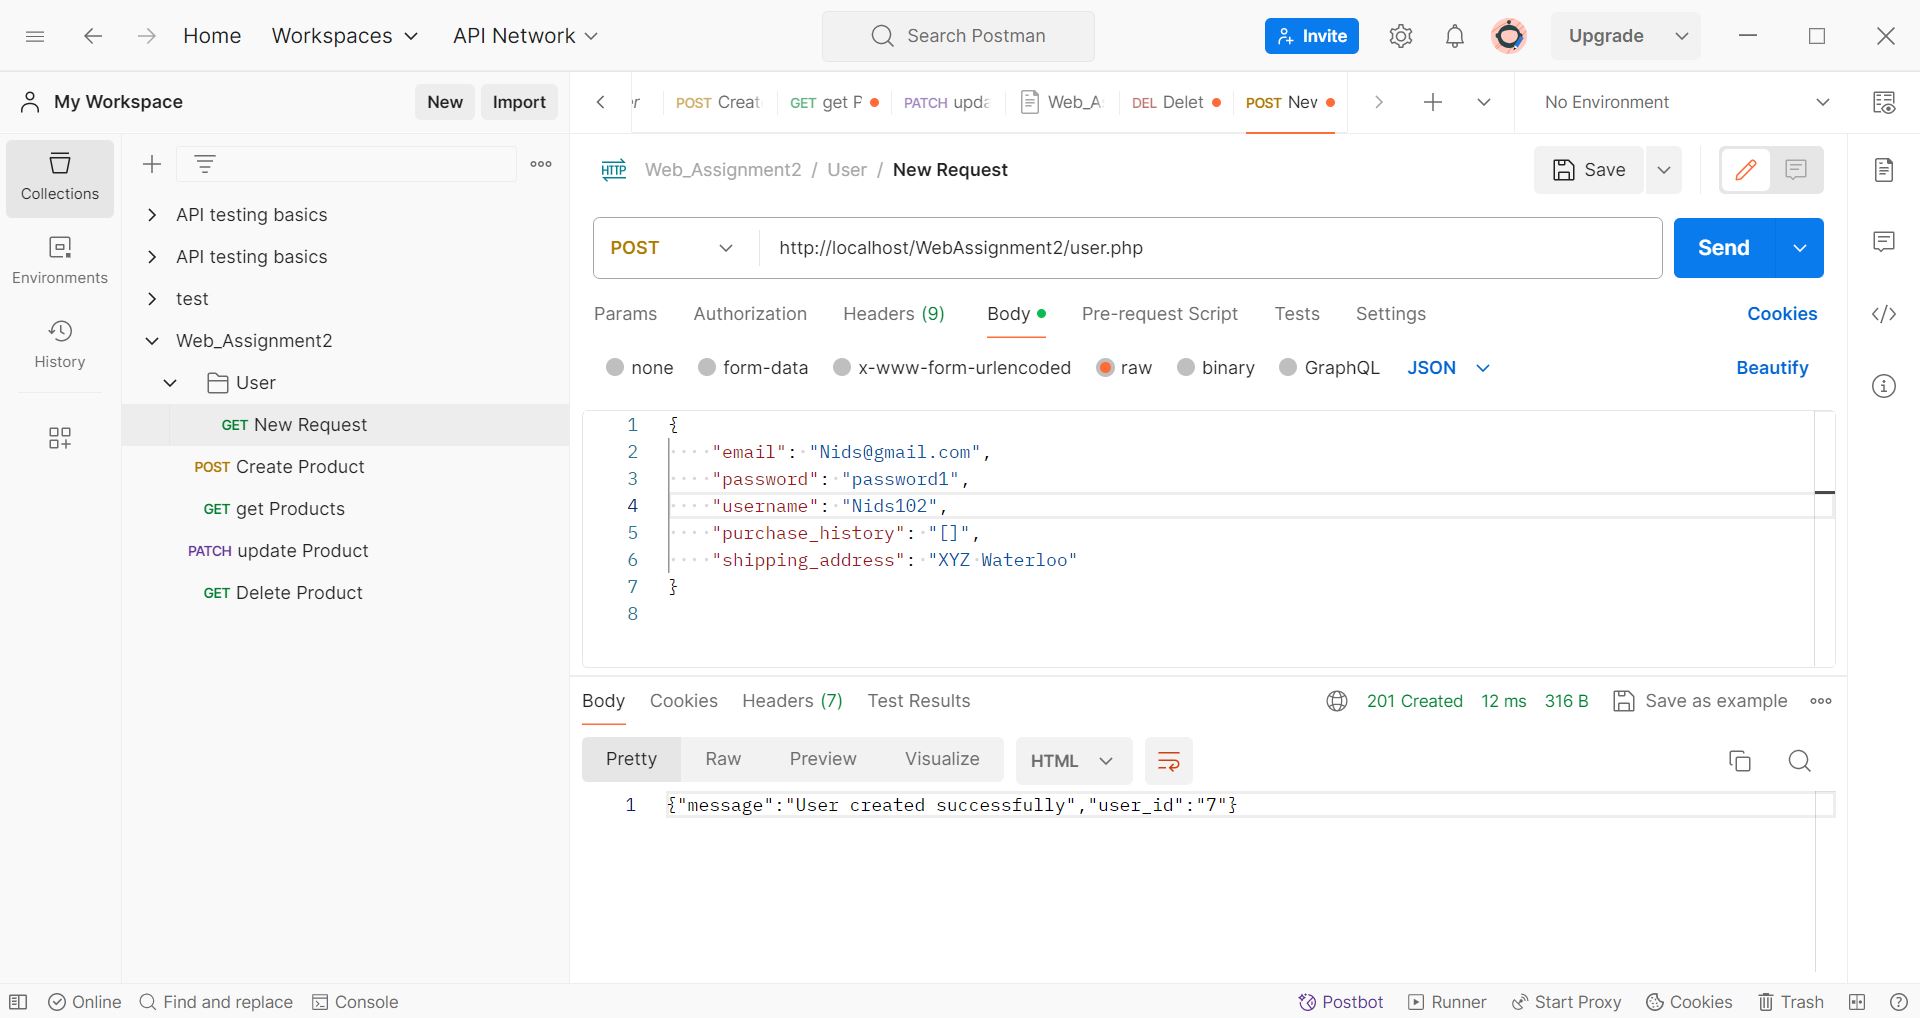 Home Workspaces API Network Search Postman Invite Upgrade
My Workspace New Import
POST Creat GET get P PATCH upda Web_A DEL Delet POST New No Environment
Collections
Environments
History
API testing basics
API testing basics
test
Web_Assignment2
User
GET New Request
POST Create Product
GET get Products
PATCH update Product
GET Delete Product
HTTP Web_Assignment2 / User / New Request Save
POST http://localhost/WebAssignment2/user.php Send
Params Authorization Headers (9) Body Pre-request Script Tests Settings Cookies
none form-data x-www-form-urlencoded raw binary GraphQL JSON Beautify
1 {
2 "email": "Nids@gmail.com",
3 "password": "password1",
4 "username": "Nids102",
5 "purchase_history": "[]",
6 "shipping_address": "XYZ Waterloo"
7 }
8
Body Cookies Headers (7) Test Results 201 Created 12 ms 316 B Save as example
Pretty Raw Preview Visualize HTML
1 {"message":"User created successfully","user_id":"7"}
Online Find and replace Console Postbot Runner Start Proxy Cookies Trash